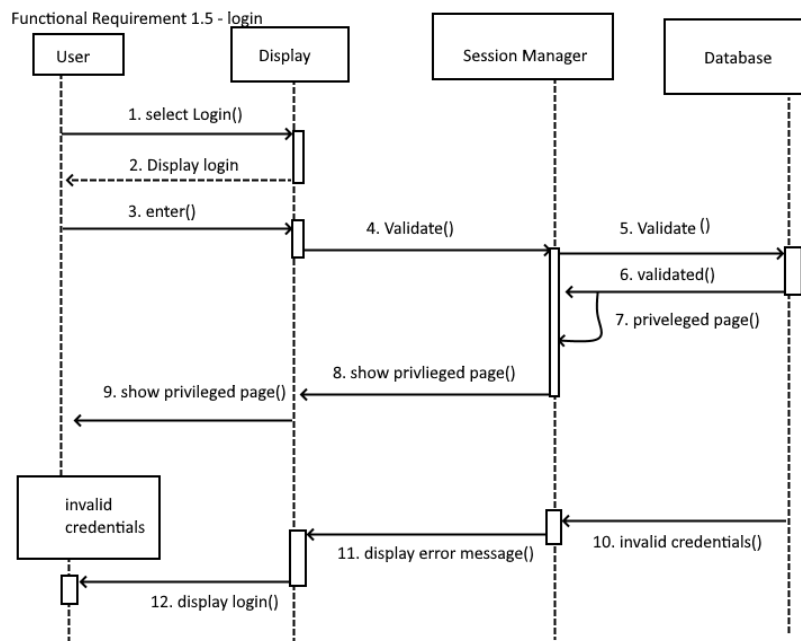 Functional Requirement 1.5 - login
User
Display
Session Manager
Database
1. select Login()
2. Display login
3. enter()
4. Validate()
5. Validate ()
6. validated()
7. priveleged page()
8. show privlieged page()
9. show privileged page()
invalid
credentials
10. invalid credentials()
11. display error message()
12. display login()